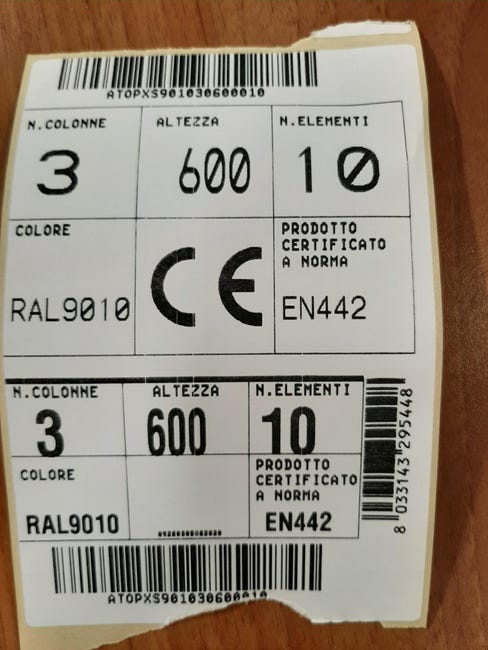 ATOPXS901030600010
N.COLONNE ALTEZZA N.ELEMENTI
3 600 10
COLORE PRODOTTO
CERTIFICATO
A NORMA
RAL9010 CE EN442
N.COLONNE ALTEZZA N.ELEMENTI
3 600 10
COLORE PRODOTTO
CERTIFICATO
A NORMA
RAL9010 EN442
8 033143 295448
ATOPXS901030600010